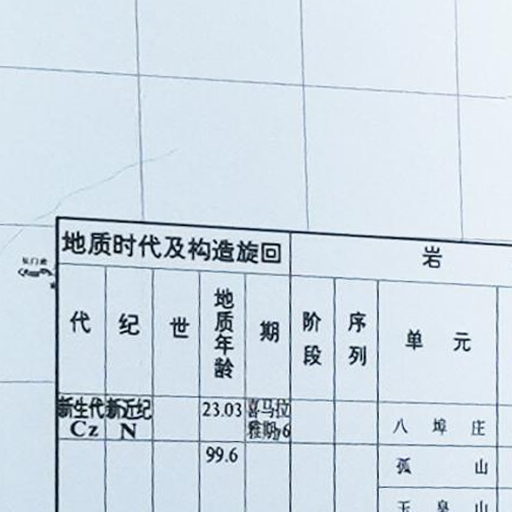 地质时代及构造旋回
岩
代 纪 世 地质年龄 期 阶段 序列 单元
新生代 新近纪 23.03 喜马拉
Cz N 雅期γ6 八埠庄
99.6 孤山
玉皇山